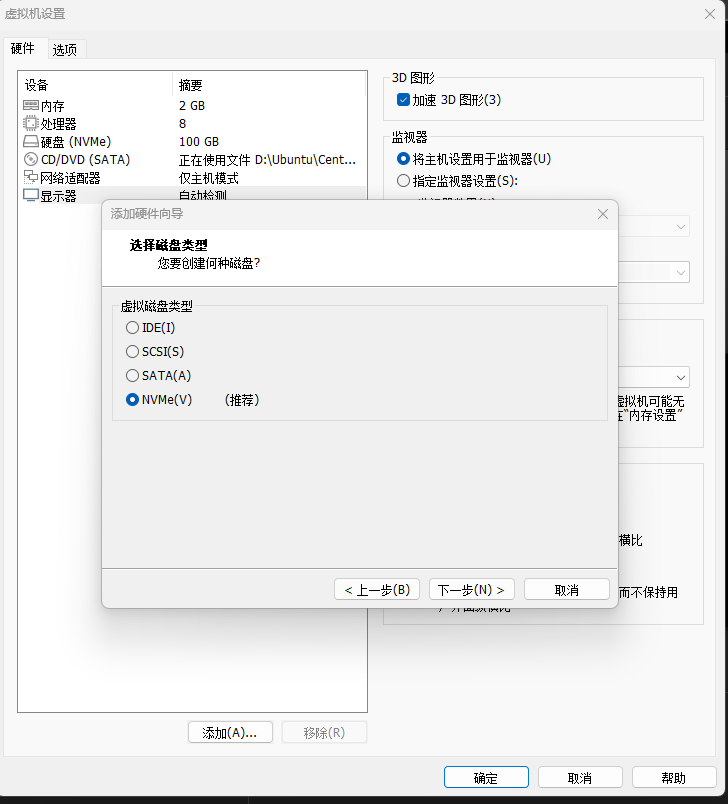 虚拟机设置
硬件 选项
设备 摘要
内存 2 GB
处理器 8
硬盘 (NVMe) 100 GB
CD/DVD (SATA) 正在使用文件 D:\Ubuntu\Cent...
网络适配器 仅主机模式
显示器 自动检测
3D 图形
加速 3D 图形(3)
监视器
将主机设置用于监视器(U)
指定监视器设置(S):
添加硬件向导
选择磁盘类型
您要创建何种磁盘?
虚拟磁盘类型
IDE(I)
SCSI(S)
SATA(A)
NVMe(V) (推荐)
虚拟机可能无
在"内存设置"
横比
而不保持用
< 上一步(B) 下一步(N) > 取消
添加(A)... 移除(R)
确定 取消 帮助